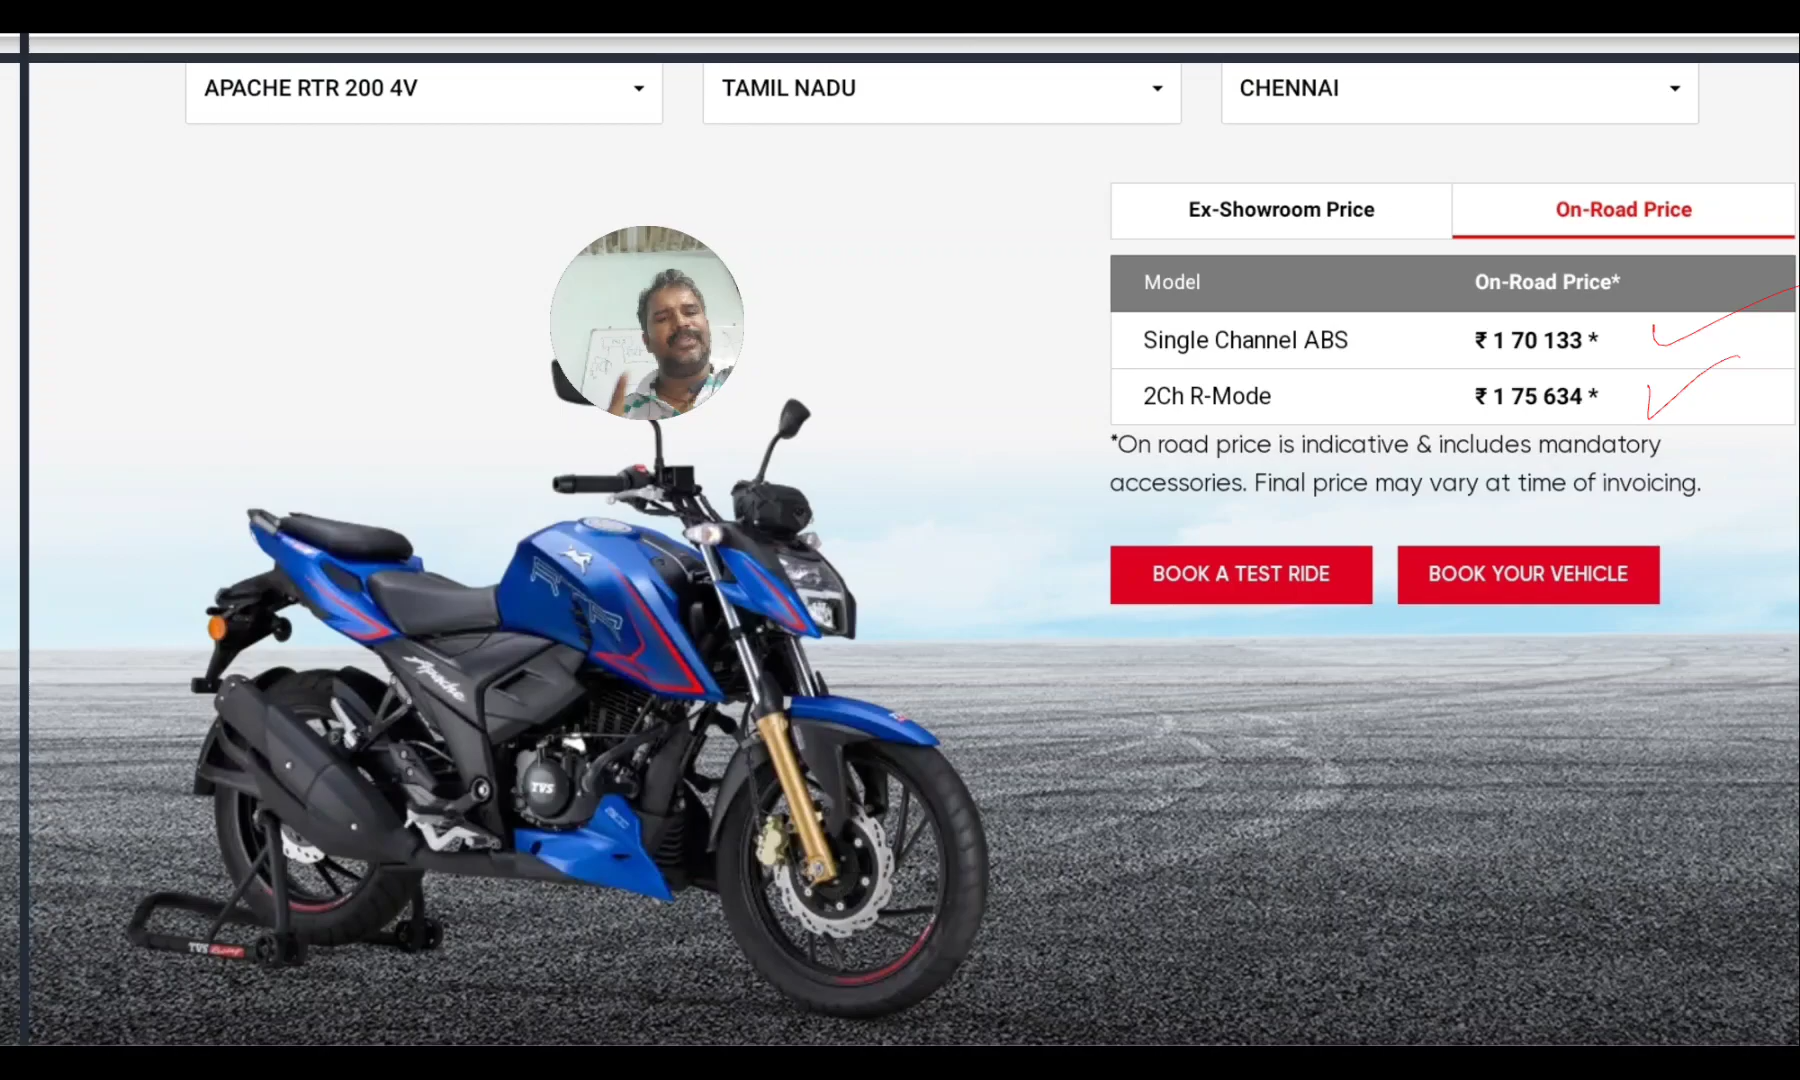 APACHE RTR 200 4V
TAMIL NADU
CHENNAI
Ex-Showroom Price
On-Road Price
Model
On-Road Price*
Single Channel ABS
₹ 1 70 133 *
2Ch R-Mode
₹ 1 75 634 *
*On road price is indicative & includes mandatory
accessories. Final price may vary at time of invoicing.
BOOK A TEST RIDE
BOOK YOUR VEHICLE
RTR
Apache
TVS
TVS Racing